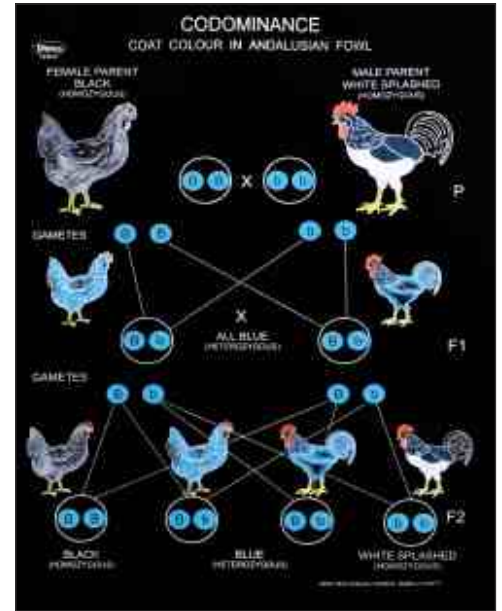 CODOMINANCE
COAT COLOUR IN ANDALUSIAN FOWL
FEMALE PARENT
BLACK
(HOMOZYGOUS)
MALE PARENT
WHITE SPLASHED
(HOMOZYGOUS)
X
b b
P
GAMETES
B b b
X
B b
ALL BLUE
(HETEROZYGOUS)
B b
F1
GAMETES
B b B b
B B
B b
b b
F2
BLACK
(HOMOZYGOUS)
BLUE
(HETEROZYGOUS)
WHITE SPLASHED
(HOMOZYGOUS)